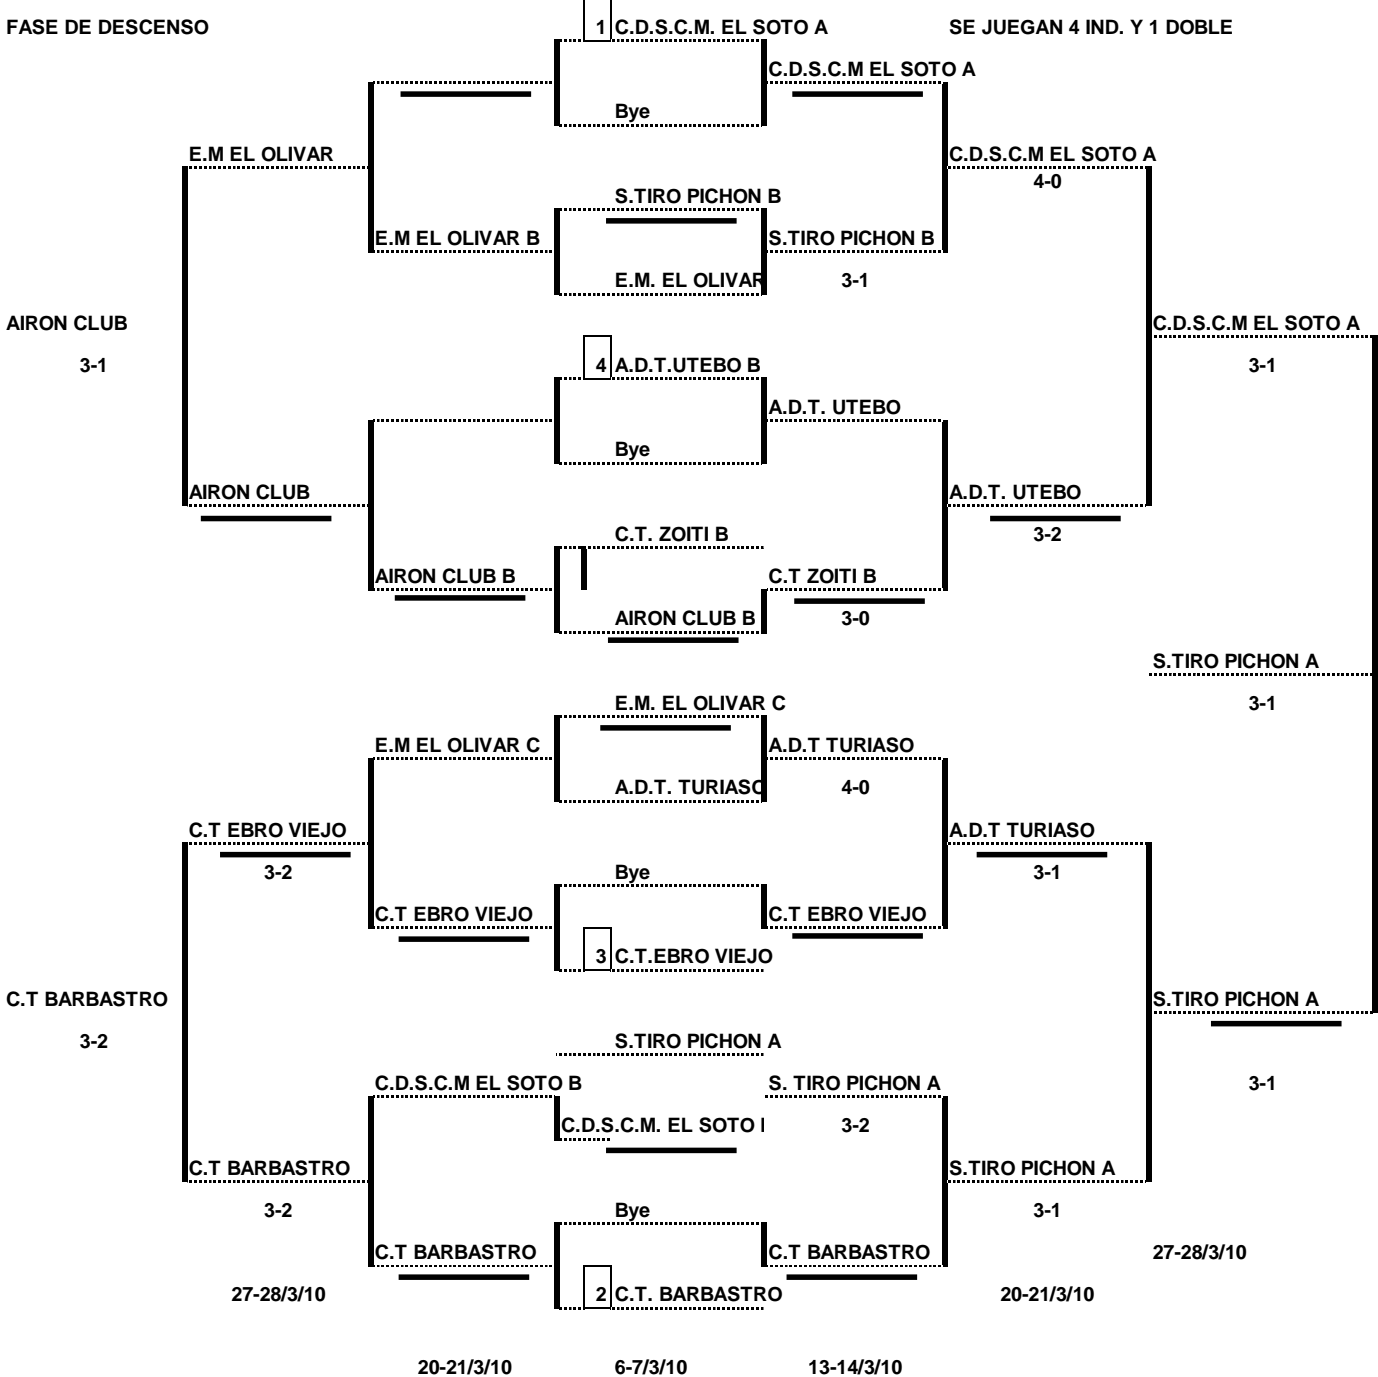 FASE DE DESCENSO 1 C.D.S.C.M. EL SOTO A SE JUEGAN 4 IND. Y 1 DOBLE
C.D.S.C.M EL SOTO A
Bye
E.M EL OLIVAR C.D.S.C.M EL SOTO A
4-0
S.TIRO PICHON B
E.M EL OLIVAR B S.TIRO PICHON B
E.M. EL OLIVAR 3-1
AIRON CLUB C.D.S.C.M EL SOTO A
3-1 4 A.D.T.UTEBO B 3-1
A.D.T. UTEBO
Bye
AIRON CLUB A.D.T. UTEBO
C.T. ZOITI B 3-2
AIRON CLUB B C.T ZOITI B
AIRON CLUB B 3-0
S.TIRO PICHON A
E.M. EL OLIVAR C 3-1
E.M EL OLIVAR C A.D.T TURIASO
A.D.T. TURIASO 4-0
C.T EBRO VIEJO A.D.T TURIASO
3-2 Bye 3-1
C.T EBRO VIEJO C.T EBRO VIEJO
3 C.T.EBRO VIEJO
C.T BARBASTRO S.TIRO PICHON A
3-2 S.TIRO PICHON A
C.D.S.C.M EL SOTO B S. TIRO PICHON A 3-1
C.D.S.C.M. EL SOTO 3-2
C.T BARBASTRO S.TIRO PICHON A
3-2 Bye 3-1
C.T BARBASTRO C.T BARBASTRO 27-28/3/10
27-28/3/10 2 C.T. BARBASTRO 20-21/3/10
20-21/3/10 6-7/3/10 13-14/3/10